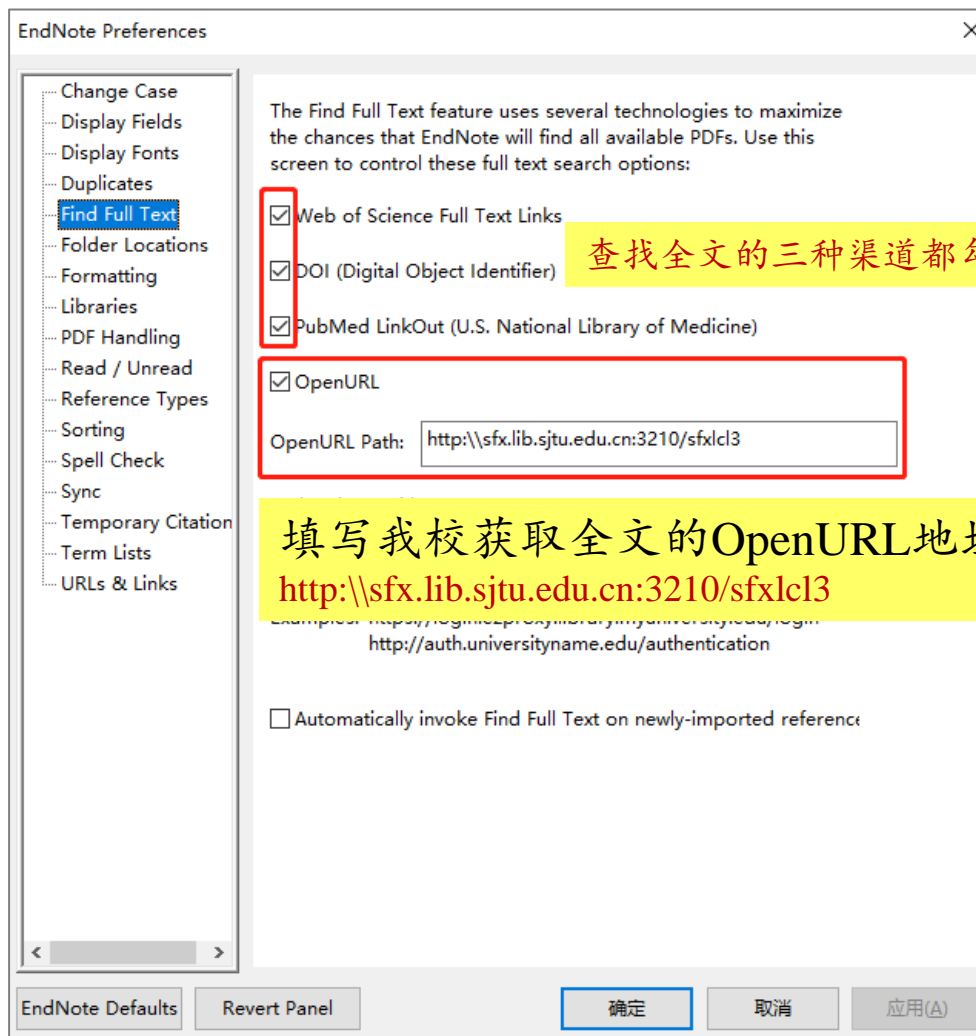 EndNote Preferences
Change Case
Display Fields
Display Fonts
Duplicates
Find Full Text
Folder Locations
Formatting
Libraries
PDF Handling
Read / Unread
Reference Types
Sorting
Spell Check
Sync
Temporary Citation
Term Lists
URLs & Links
The Find Full Text feature uses several technologies to maximize
the chances that EndNote will find all available PDFs. Use this
screen to control these full text search options:
Web of Science Full Text Links
查找全文的三种渠道都
DOI (Digital Object Identifier)
PubMed LinkOut (U.S. National Library of Medicine)
OpenURL
OpenURL Path: http:\\sfx.lib.sjtu.edu.cn:3210/sfxlcl3
填写我校获取全文的OpenURL地
http:\\sfx.lib.sjtu.edu.cn:3210/sfxlcl3
http://auth.universityname.edu/authentication
Automatically invoke Find Full Text on newly-imported
EndNote Defaults
Revert Panel
确定
取消
应用(A)